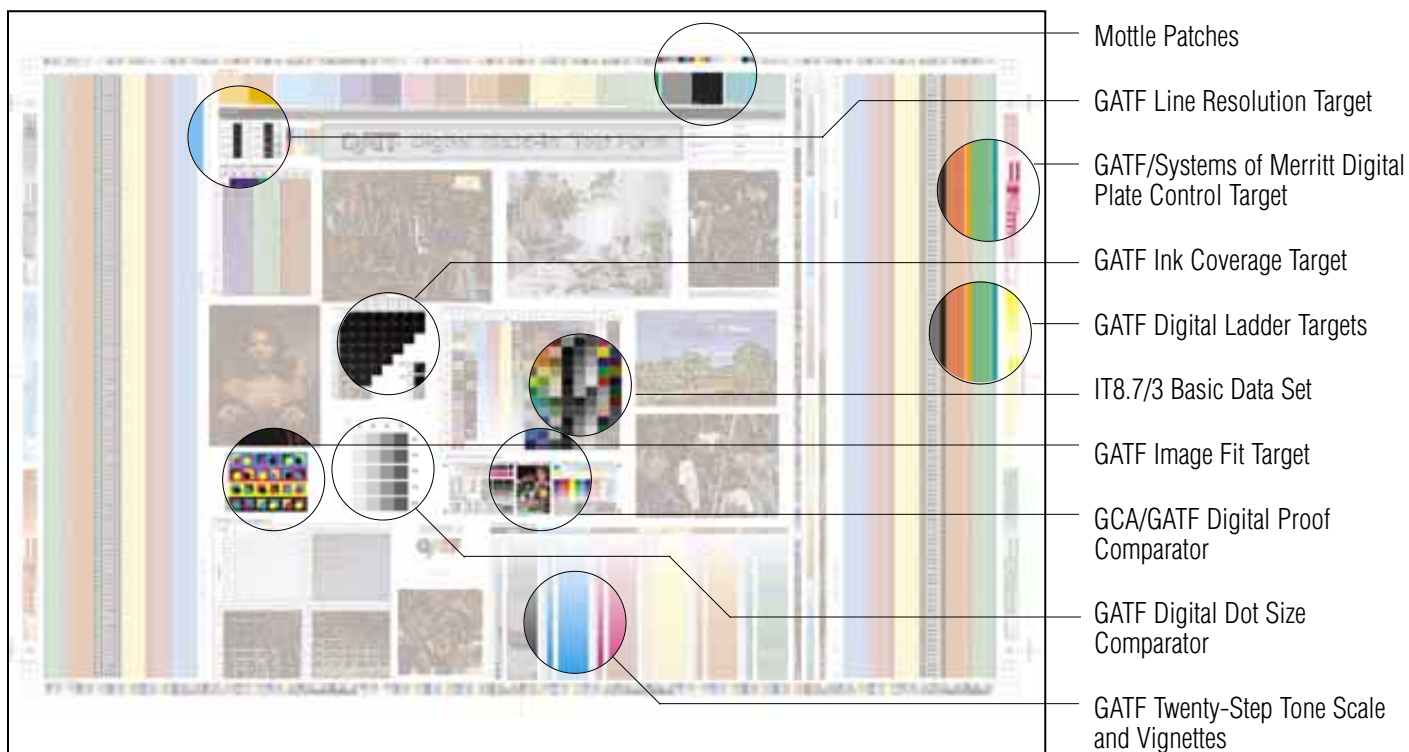 Mottle Patches
GATF Line Resolution Target
GATF/Systems of Merritt Digital
Plate Control Target
GATF Ink Coverage Target
GATF Digital Ladder Targets
IT8.7/3 Basic Data Set
GATF Image Fit Target
GCA/GATF Digital Proof
Comparator
GATF Digital Dot Size
Comparator
GATF Twenty-Step Tone Scale
and Vignettes